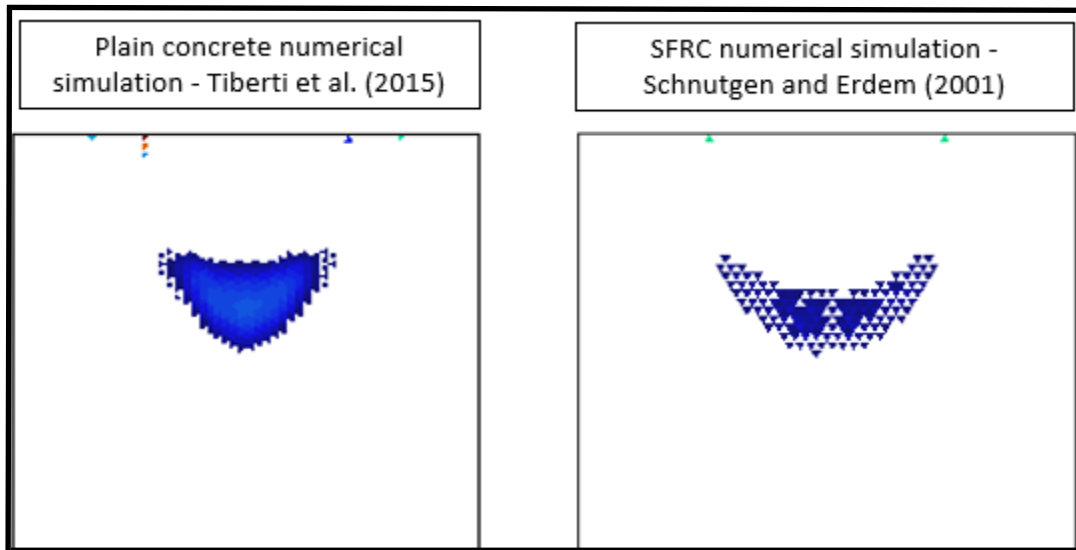 Plain concrete numerical
simulation - Tiberti et al. (2015)
SFRC numerical simulation -
Schnutgen and Erdem (2001)